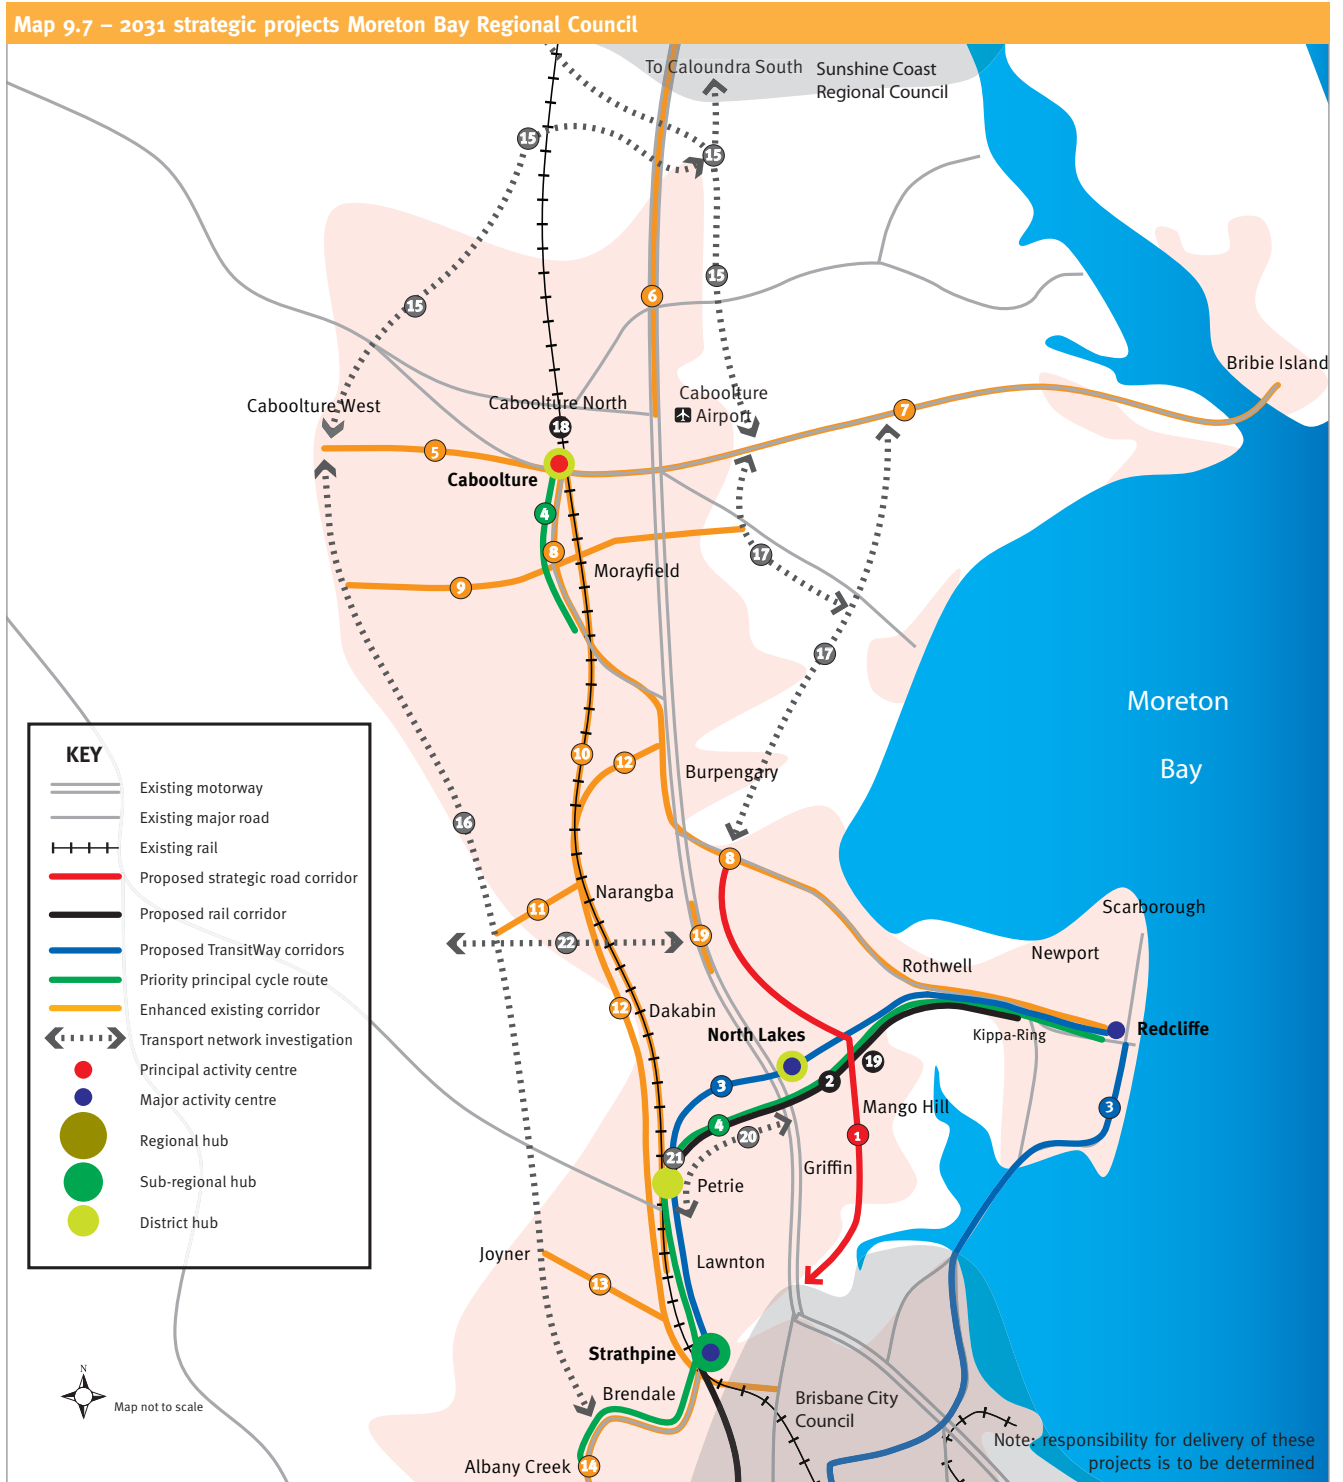 Map 9.7 – 2031 strategic projects Moreton Bay Regional Council
To Caloundra South
Sunshine Coast
Regional Council
15
15
15
15
6
Bribie Island
Caboolture West
Caboolture North
Caboolture
Airport
7
18
5
Caboolture
4
8
17
Morayfield
9
17
Moreton
Bay
10
12
Burpengary
16
8
Narangba
11
Scarborough
22
19
Newport
Rothwell
12
Dakabin
North Lakes
Kippa-Ring
Redcliffe
19
2
3
Mango Hill
3
4
20
1
21
Griffin
Petrie
Joyner
Lawnton
13
Strathpine
Brendale
Brisbane City
Council
Albany Creek
14
KEY
Existing motorway
Existing major road
Existing rail
Proposed strategic road corridor
Proposed rail corridor
Proposed TransitWay corridors
Priority principal cycle route
Enhanced existing corridor
Transport network investigation
Principal activity centre
Major activity centre
Regional hub
Sub-regional hub
District hub
N
Map not to scale
Note: responsibility for delivery of these
projects is to be determined